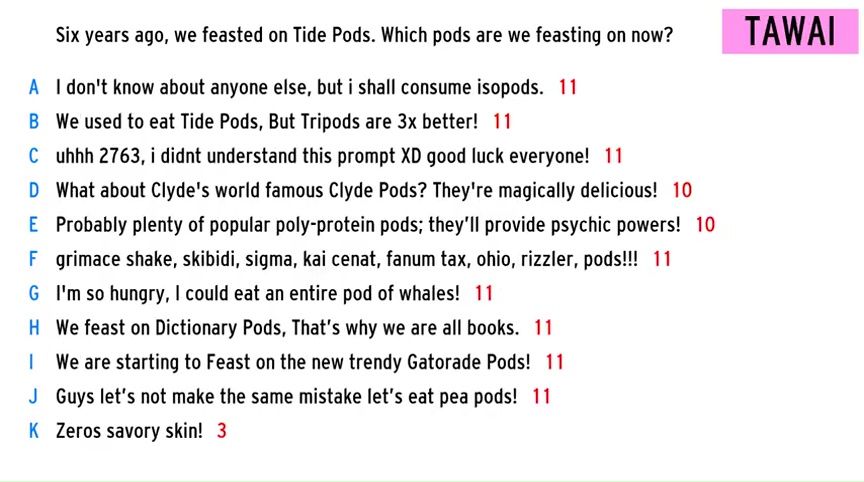 Six years ago, we feasted on Tide Pods. Which pods are we feasting on now?
TAWAI
A I don't know about anyone else, but i shall consume isopods. 11
B We used to eat Tide Pods, But Tripods are 3x better! 11
C uhhh 2763, i didnt understand this prompt XD good luck everyone! 11
D What about Clyde's world famous Clyde Pods? They're magically delicious! 10
E Probably plenty of popular poly-protein pods; they'll provide psychic powers! 10
F grimace shake, skibidi, sigma, kai cenat, fanum tax, ohio, rizzler, pods!!! 11
G I'm so hungry, I could eat an entire pod of whales! 11
H We feast on Dictionary Pods, That's why we are all books. 11
I We are starting to Feast on the new trendy Gatorade Pods! 11
J Guys let's not make the same mistake let's eat pea pods! 11
K Zeros savory skin! 3